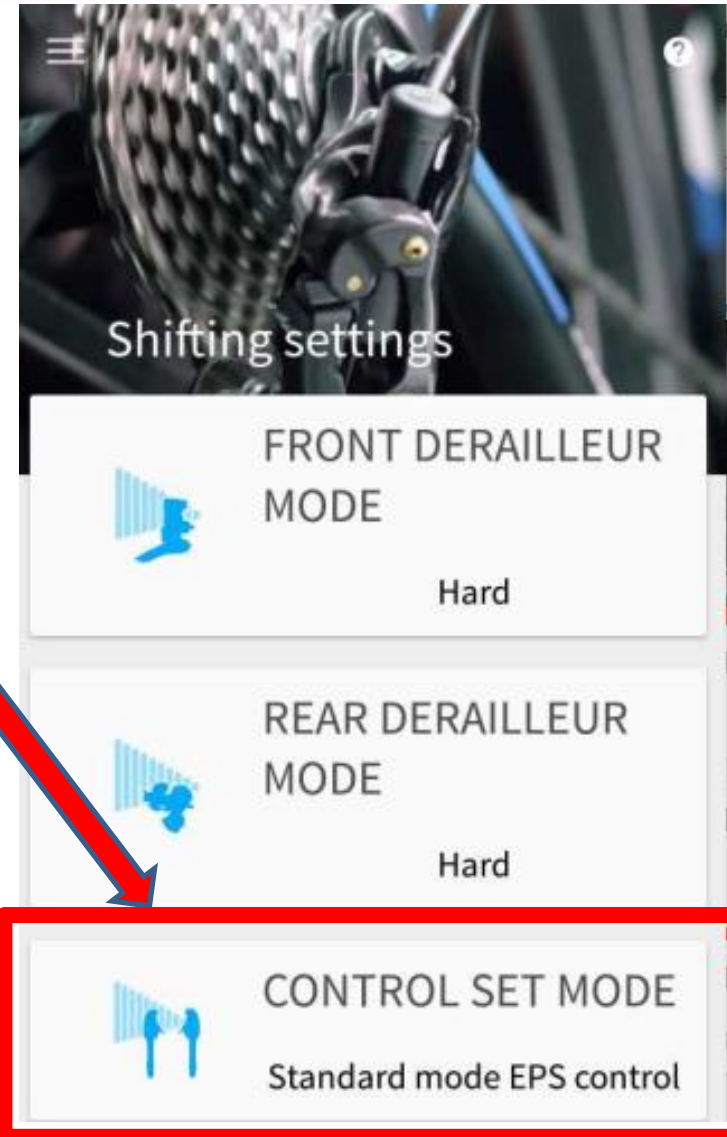 ?
Shifting settings
FRONT DERAILLEUR
MODE
Hard
REAR DERAILLEUR
MODE
Hard
CONTROL SET MODE
Standard mode EPS control